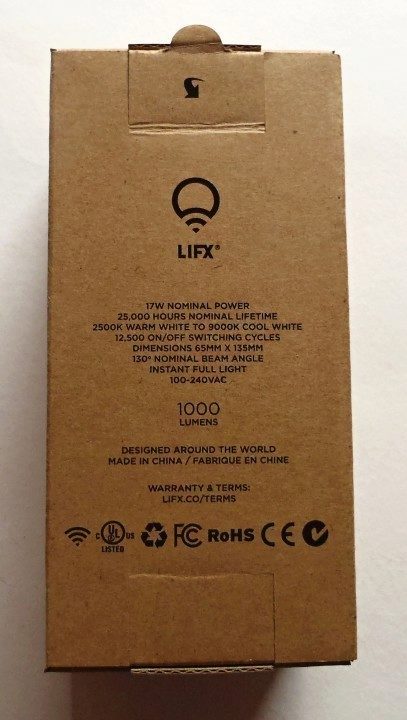 LIFX®
17W NOMINAL POWER
25,000 HOURS NOMINAL LIFETIME
2500K WARM WHITE TO 9000K COOL WHITE
12,500 ON/OFF SWITCHING CYCLES
DIMENSIONS 65MM X 135MM
130° NOMINAL BEAM ANGLE
INSTANT FULL LIGHT
100-240VAC
1000
LUMENS
DESIGNED AROUND THE WORLD
MADE IN CHINA / FABRIQUE EN CHINE
WARRANTY & TERMS:
LIFX.CO/TERMS
C UL US FC RoHS CE
LISTED